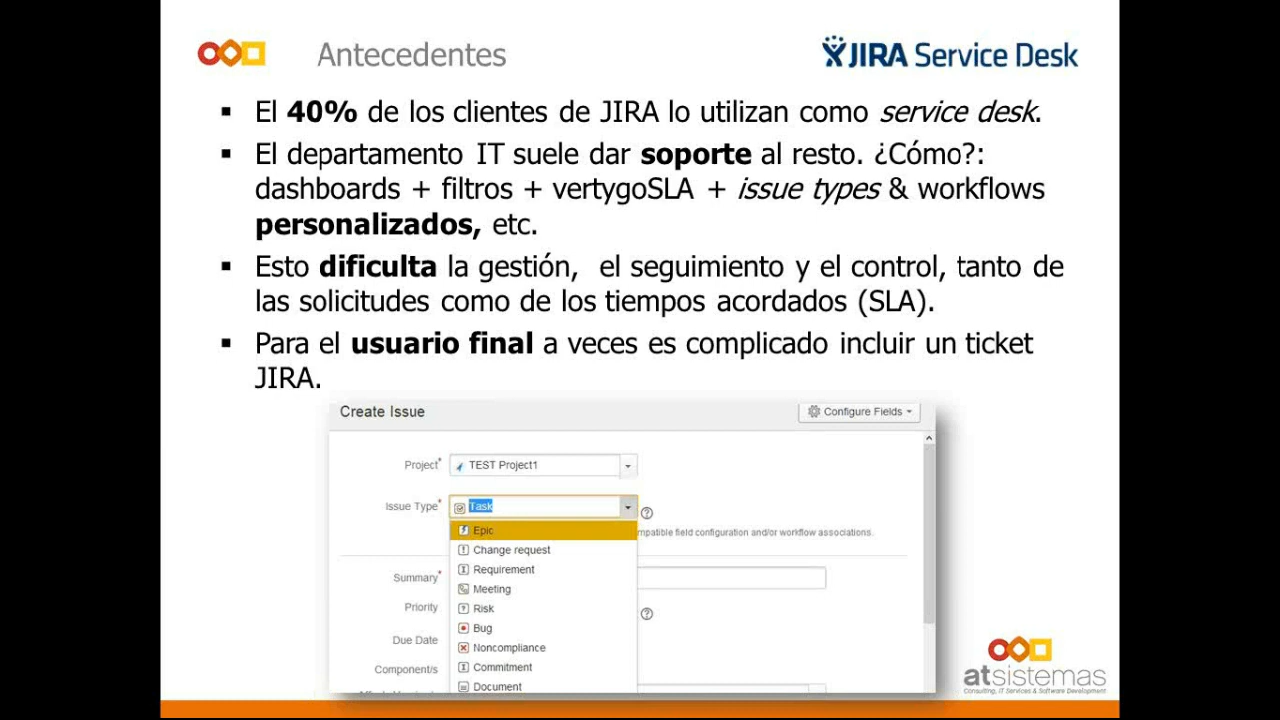 Antecedentes
JIRA Service Desk
▪ El 40% de los clientes de JIRA lo utilizan como service desk.
▪ El departamento IT suele dar soporte al resto. ¿Cómo?:
dashboards + filtros + vertygoSLA + issue types & workflows
personalizados, etc.
▪ Esto dificulta la gestión, el seguimiento y el control, tanto de
las solicitudes como de los tiempos acordados (SLA).
▪ Para el usuario final a veces es complicado incluir un ticket
JIRA.
Create Issue
Configure Fields
Project*
TEST Project1
Issue Type*
Task
Epic
field configuration and/or workflow associations.
Change request
Requirement
Summary*
Meeting
Priority
Risk
Bug
Due Date
Noncompliance
Component/s
Commitment
Document
atsistemas
Consulting, IT Services & Software Development